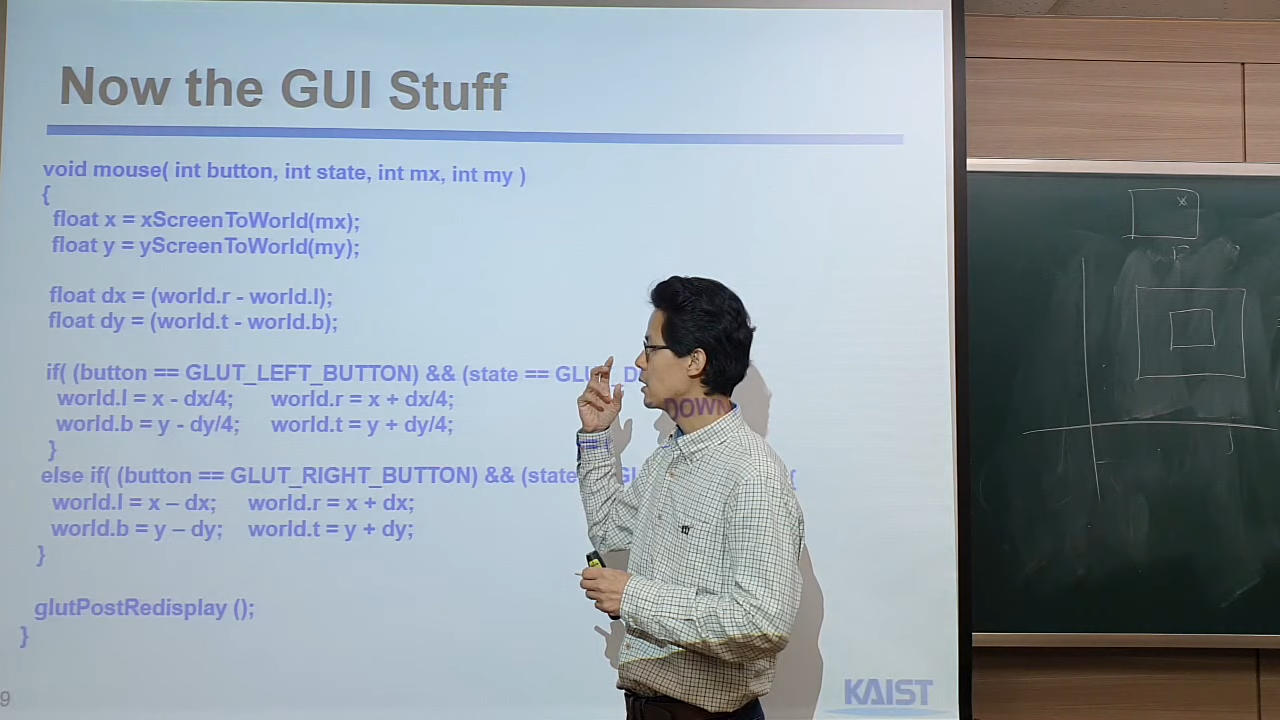 Now the GUI Stuff
void mouse( int button, int state, int mx, int my )
{
float x = xScreenToWorld(mx);
float y = yScreenToWorld(my);
float dx = (world.r - world.l);
float dy = (world.t - world.b);
if( (button == GLUT_LEFT_BUTTON) && (state == GLUT_DOWN
world.l = x - dx/4; world.r = x + dx/4;
world.b = y - dy/4; world.t = y + dy/4;
}
else if( (button == GLUT_RIGHT_BUTTON) && (state {
world.l = x – dx; world.r = x + dx;
world.b = y – dy; world.t = y + dy;
}
glutPostRedisplay ();
}
9
KAIST
x